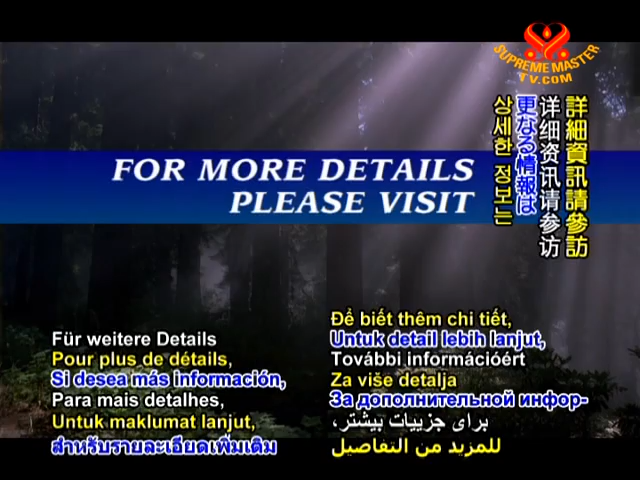 SUPREME MASTER
TV.COM
詳細資訊請參訪
详细资讯请参访
更なる情報は
상세한 정보는
FOR MORE DETAILS
PLEASE VISIT
Für weitere Details
Pour plus de détails,
Si desea más información,
Para mais detalhes,
Untuk maklumat lanjut,
สำหรับรายละเอียดเพิ่มเติม
Để biết thêm chi tiết,
Untuk detail lebih lanjut,
További információért
Za više detalja
За дополнительной инфор-
برای جزییات بیشتر،
للمزيد من التفاصيل